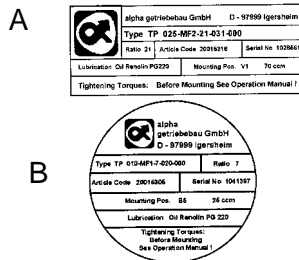 A
alpha getriebebau GmbH D - 97999 Igersheim
Type TP 025-MF2-21-031-000
Ratio 21 Article Code 20016316 Serial No 1028661
Lubrication Oil Renolin PG220 Mounting Pos. V1 70 ccm
Tightening Torques: Before Mounting See Operation Manual !
B
alpha
getriebebau GmbH
D - 97999 Igersheim
Type TP 010-MF1-7-020-000 Ratio 7
Article Code 20016306 Serial No 1041397
Mounting Pos. B5 25 ccm
Lubrication Oil Renolin PG 220
Tightening Torques:
Before Mounting
See Operation Manual !